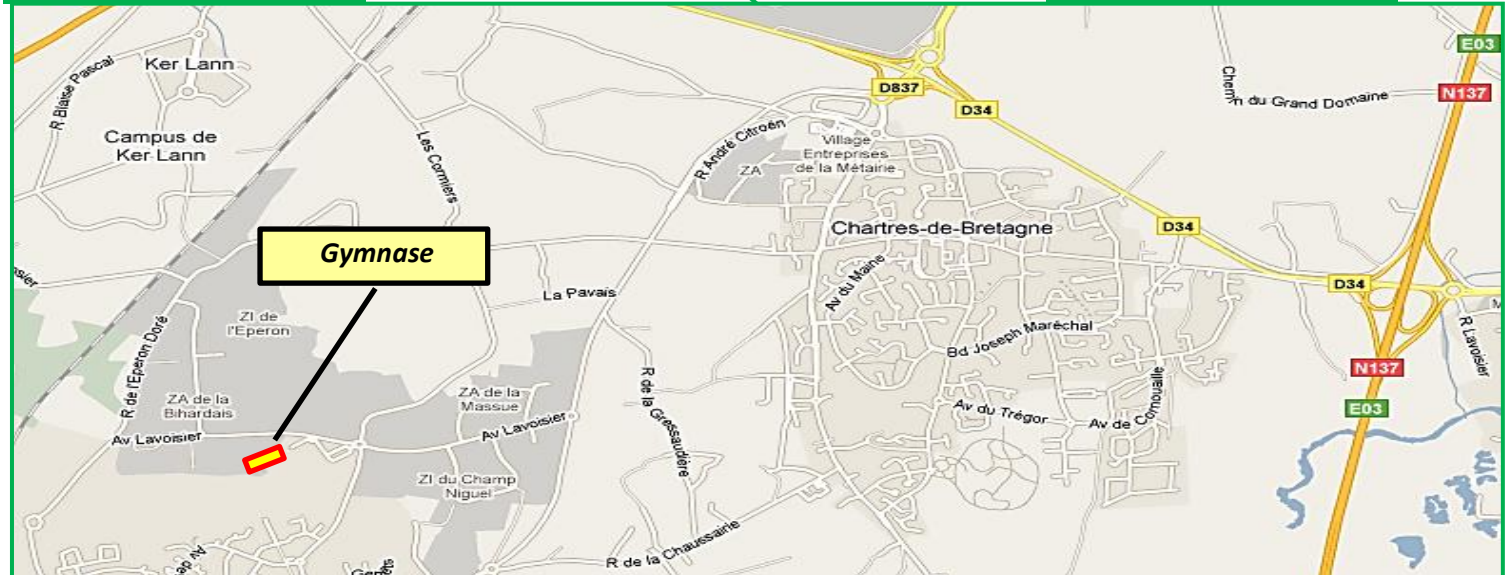 Ker Lann
R Blaise Pascal
Campus de
Ker Lann
Les Cormiers
R André Citroën
ZA
Village
Entreprises
de la Métairie
D837
D34
Chemin du Grand Domaine
E03
N137
Chartres-de-Bretagne
D34
D34
Gymnase
La Pavais
Av du Maine
Bd Joseph Maréchal
R Lavoisier
N137
E03
ZI de
l'Eperon
R de l'Eperon Doré
ZA de la
Bihardais
Av Lavoisier
ZA de la
Massue
Av Lavoisier
R de la Gressaudière
Av du Trégor
Av de Cornouaille
ZI du Champ
Niguel
R de la Chaussairie
Av de
Genêts